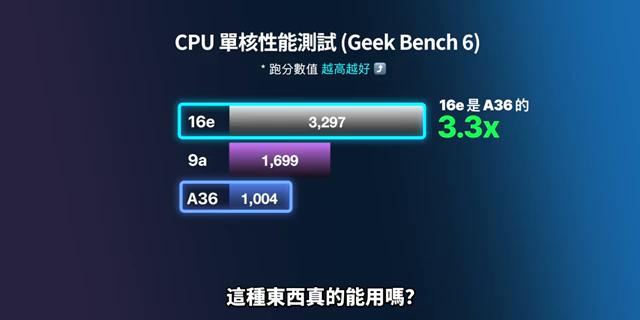 CPU 單核性能測試 (Geek Bench 6)
* 跑分數值 越高越好 ⤴️
16e 3,297
16e 是 A36 的
3.3x
9a 1,699
A36 1,004
這種東西真的能用嗎?